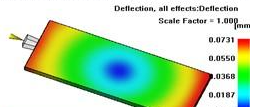 Deflection, all effects:Deflection
Scale Factor = 1.000
[mm
0.0731
0.0550
0.0368
0.0187